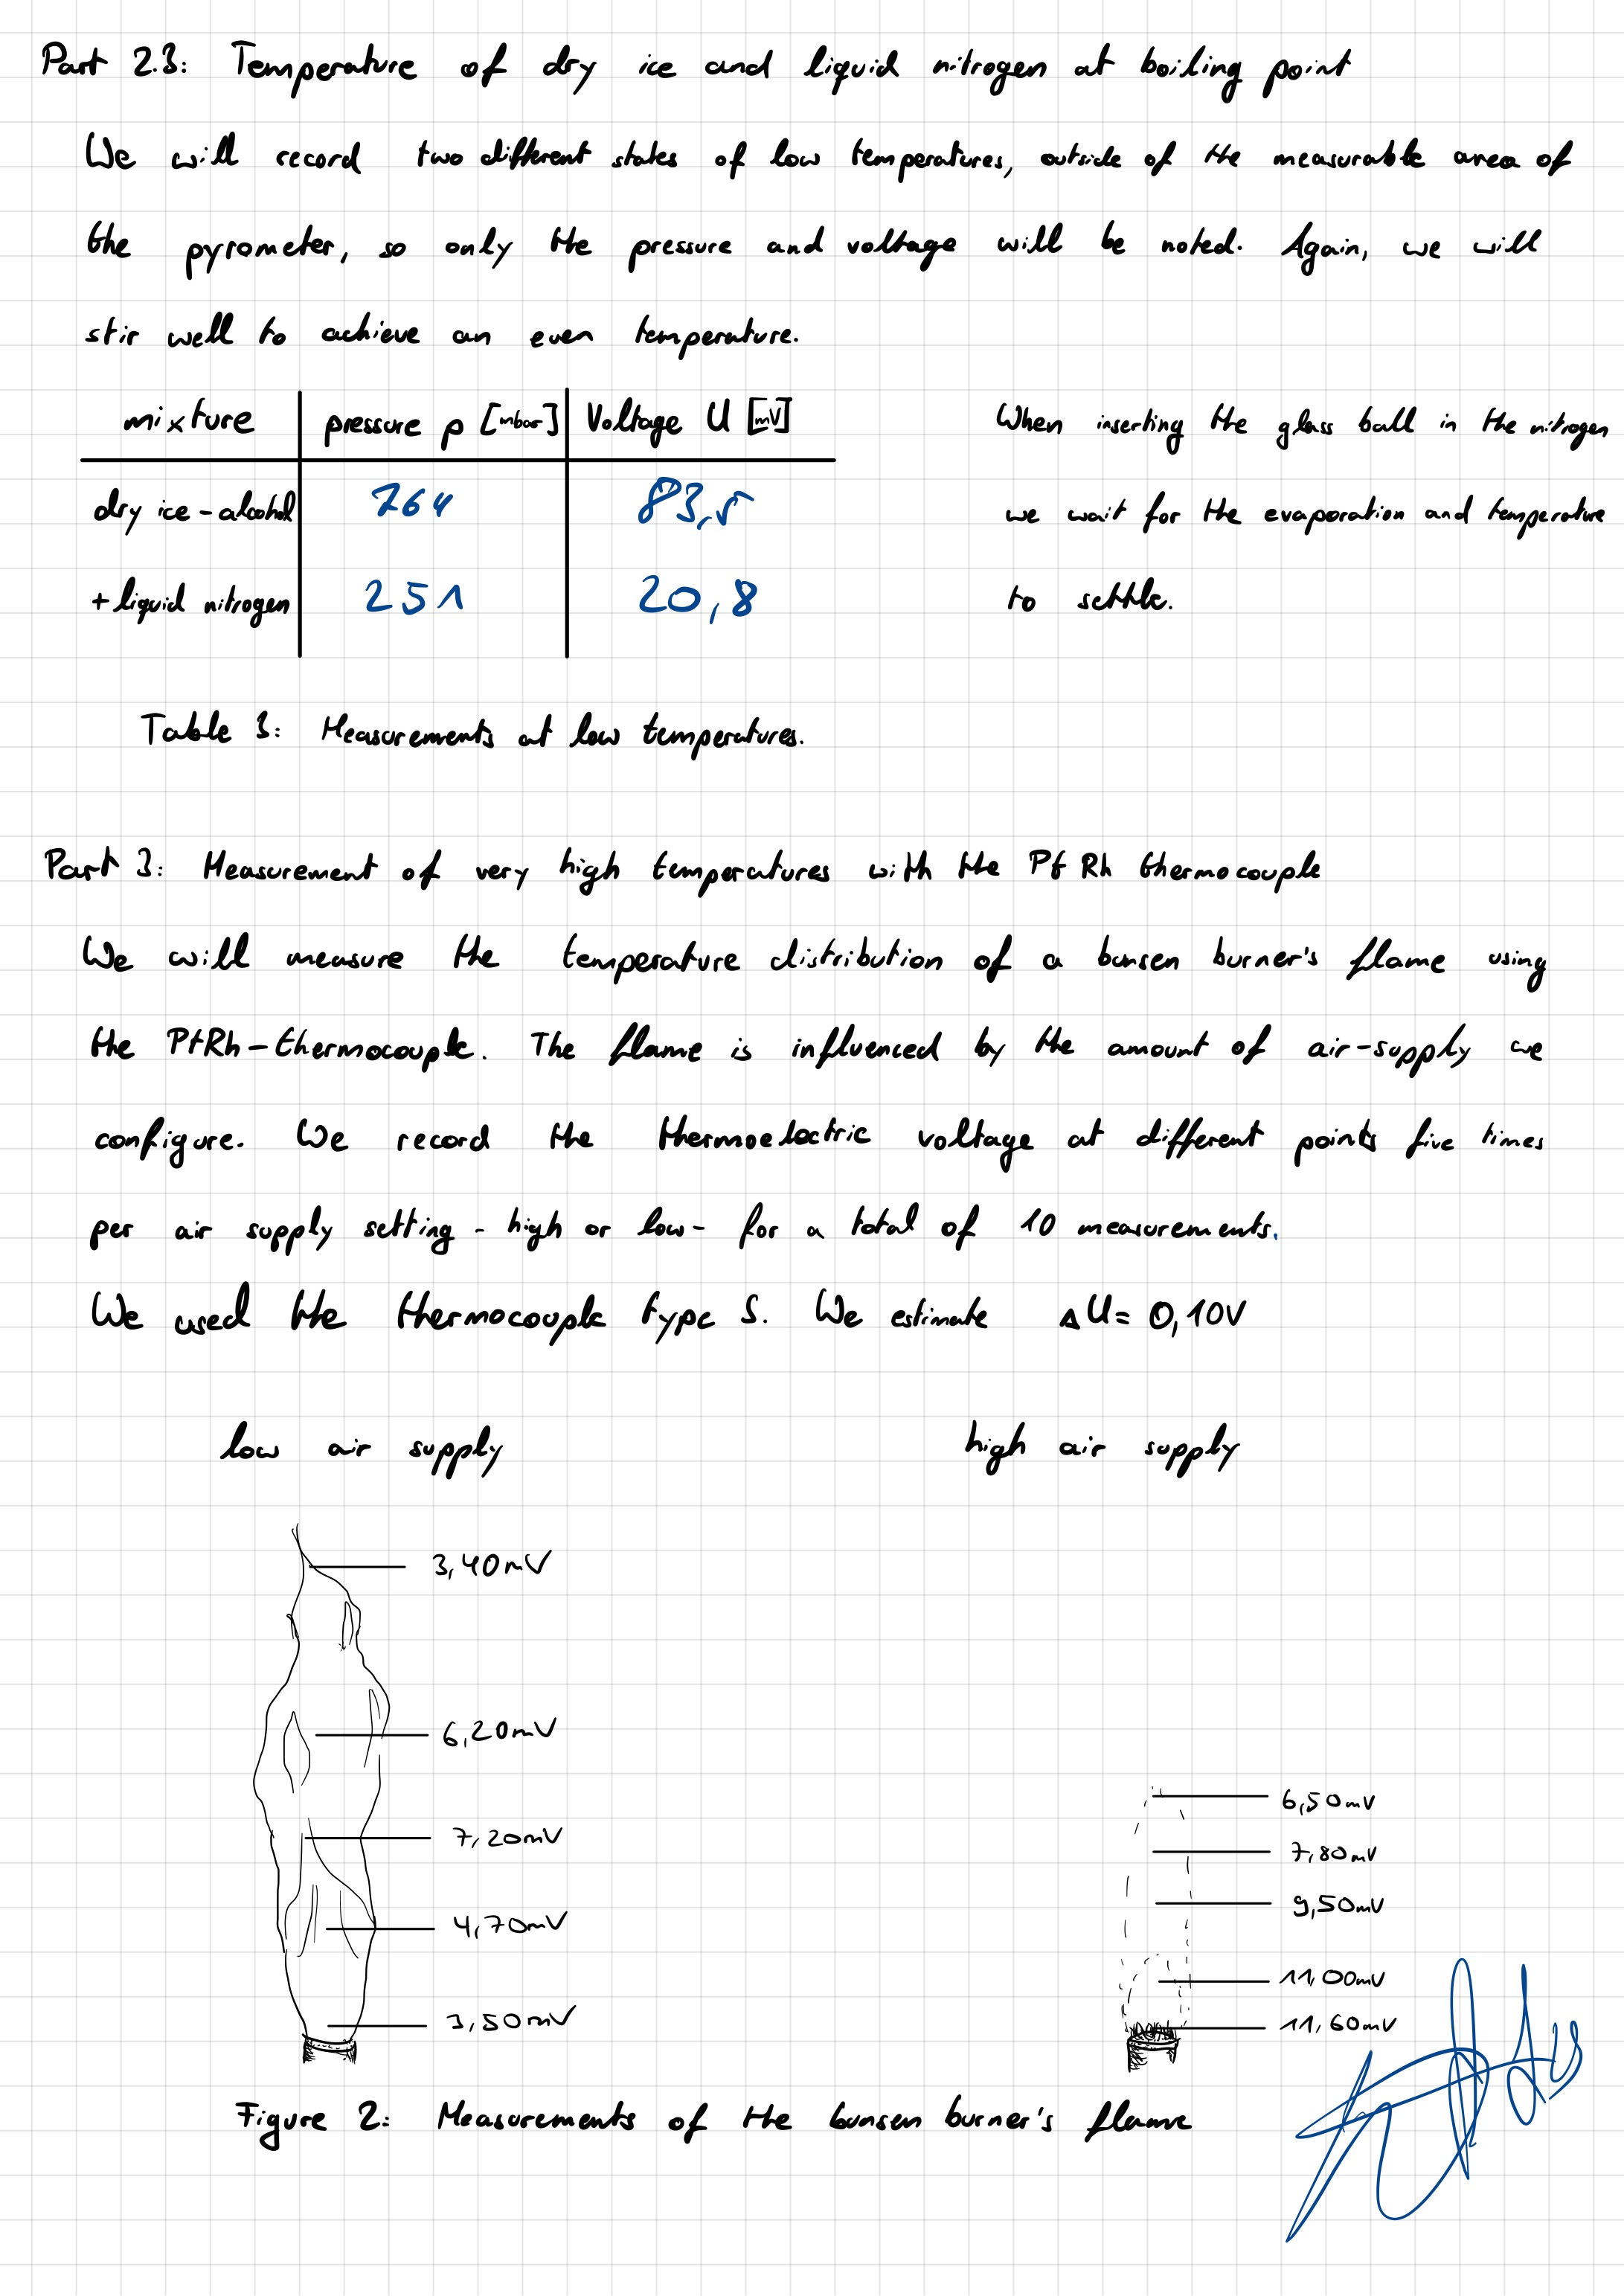 Part 2.3: Temperature of dry ice and liquid nitrogen at boiling point
We will record two different states of low temperatures, outside of the measurable area of
the pyrometer, so only the pressure and voltage will be noted. Again, we will
stir well to achieve an even temperature.
mixture pressure p [mbar] Voltage U [mV]
dry ice - alcohol 764 83,5
+ liquid nitrogen 251 20,8
When inserting the glass ball in the nitrogen
we wait for the evaporation and temperature
to settle.
Table 3: Measurements at low temperatures.
Part 3: Measurement of very high temperatures with the Pt Rh thermocouple
We will measure the temperature distribution of a bunsen burner's flame using
the PtRh-thermocouple. The flame is influenced by the amount of air-supply we
configure. We record the thermoelectric voltage at different points five times
per air supply setting - high or low - for a total of 10 measurements.
We used the thermocouple type S. We estimate ΔU = 0,10V
low air supply
3,40mV
6,20mV
7,20mV
4,70mV
3,50mV
high air supply
6,50mV
7,80mV
9,50mV
11,00mV
11,60mV
Figure 2: Measurements of the bunsen burner's flame